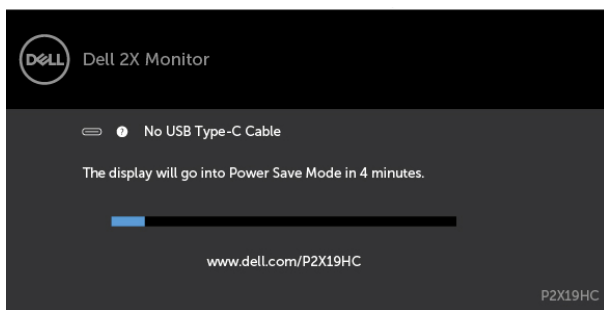 DELL
Dell 2X Monitor
? No USB Type-C Cable
The display will go into Power Save Mode in 4 minutes.
www.dell.com/P2X19HC
P2X19HC